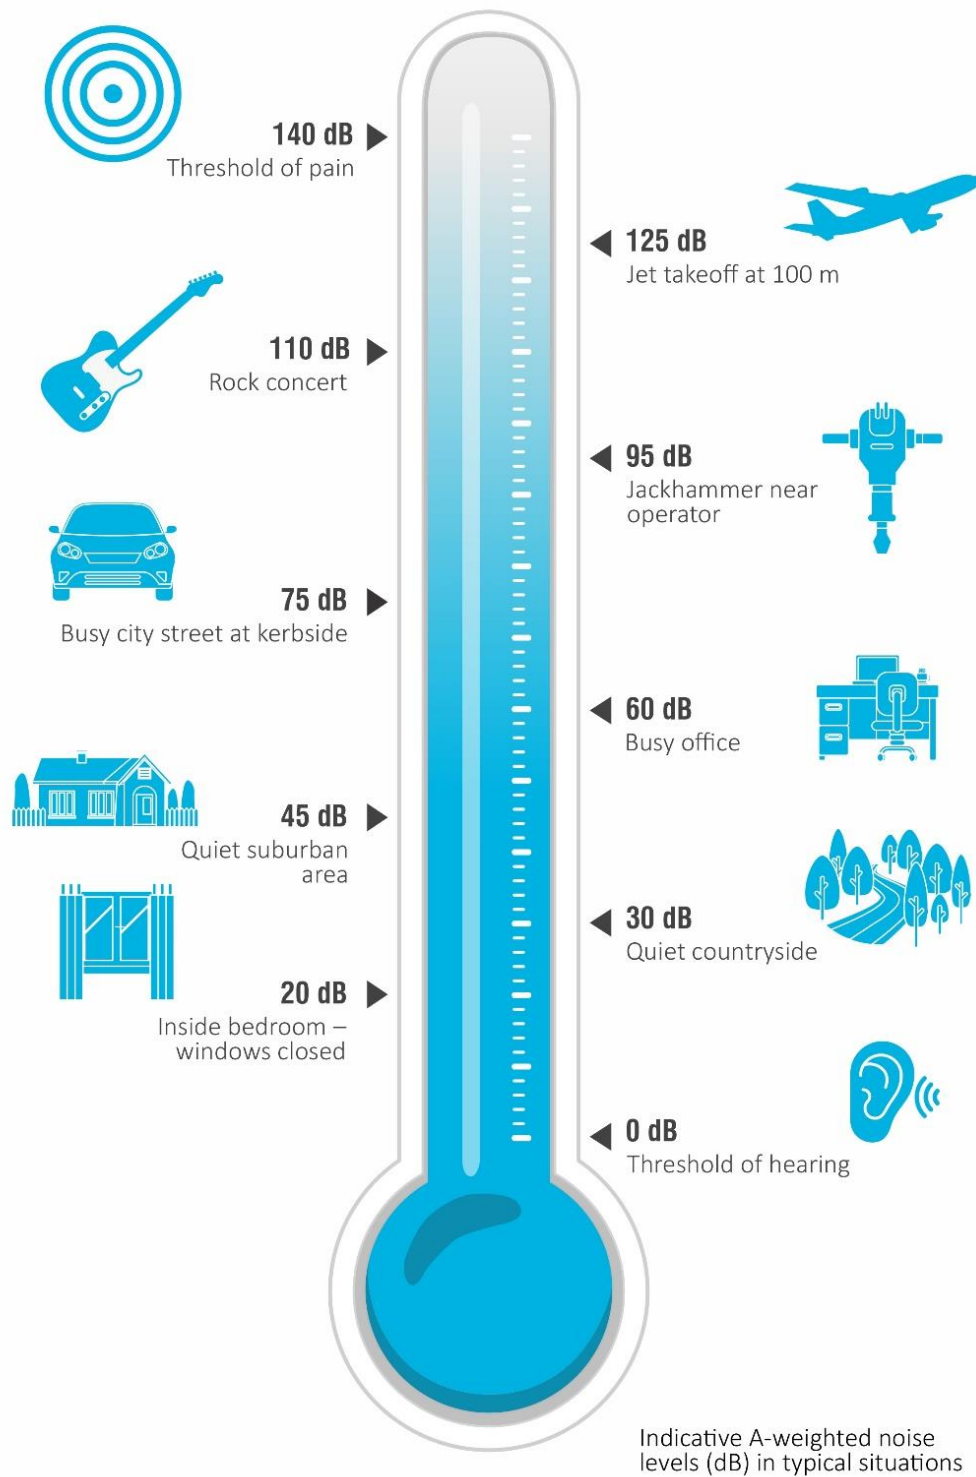 140 dB
Threshold of pain
125 dB
Jet takeoff at 100 m
110 dB
Rock concert
95 dB
Jackhammer near
operator
75 dB
Busy city street at kerbside
60 dB
Busy office
45 dB
Quiet suburban
area
30 dB
Quiet countryside
20 dB
Inside bedroom –
windows closed
0 dB
Threshold of hearing
Indicative A-weighted noise
levels (dB) in typical situations